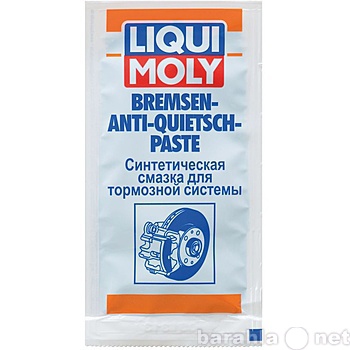 LIQUI
MOLY
BREMSEN-
ANTI-QUIETSCH-
PASTE
Синтетическая
смазка для
тормозной системы
barahla.net